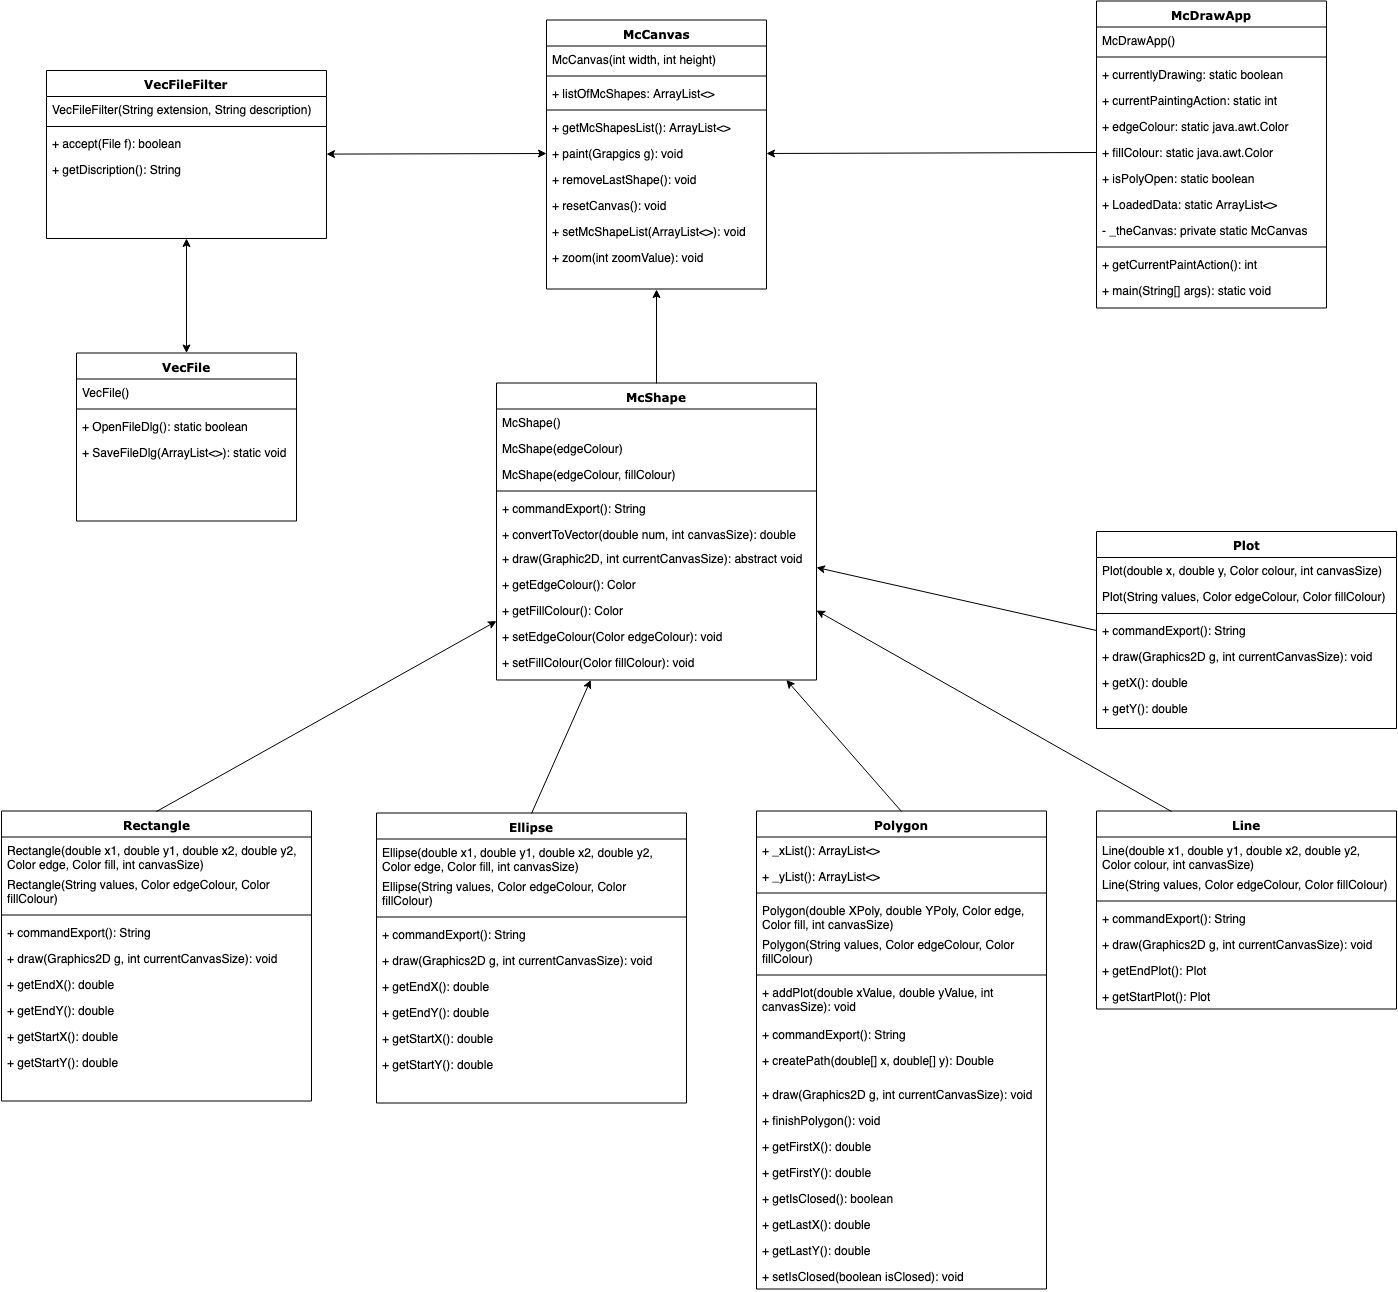 McDrawApp
McDrawApp()
+ currentlyDrawing: static boolean
+ currentPaintingAction: static int
+ edgeColour: static java.awt.Color
+ fillColour: static java.awt.Color
+ isPolyOpen: static boolean
+ LoadedData: static ArrayList<>
- _theCanvas: private static McCanvas
+ getCurrentPaintAction(): int
+ main(String[] args): static void
McCanvas
McCanvas(int width, int height)
+ listOfMcShapes: ArrayList<>
+ getMcShapesList(): ArrayList<>
+ paint(Grapgics g): void
+ removeLastShape(): void
+ resetCanvas(): void
+ setMcShapeList(ArrayList<>): void
+ zoom(int zoomValue): void
VecFileFilter
VecFileFilter(String extension, String description)
+ accept(File f): boolean
+ getDiscription(): String
VecFile
VecFile()
+ OpenFileDlg(): static boolean
+ SaveFileDlg(ArrayList<>): static void
McShape
McShape()
McShape(edgeColour)
McShape(edgeColour, fillColour)
+ commandExport(): String
+ convertToVector(double num, int canvasSize): double
+ draw(Graphic2D, int currentCanvasSize): abstract void
+ getEdgeColour(): Color
+ getFillColour(): Color
+ setEdgeColour(Color edgeColour): void
+ setFillColour(Color fillColour): void
Plot
Plot(double x, double y, Color colour, int canvasSize)
Plot(String values, Color edgeColour, Color fillColour)
+ commandExport(): String
+ draw(Graphics2D g, int currentCanvasSize): void
+ getX(): double
+ getY(): double
Rectangle
Rectangle(double x1, double y1, double x2, double y2,
Color edge, Color fill, int canvasSize)
Rectangle(String values, Color edgeColour, Color
fillColour)
+ commandExport(): String
+ draw(Graphics2D g, int currentCanvasSize): void
+ getEndX(): double
+ getEndY(): double
+ getStartX(): double
+ getStartY(): double
Ellipse
Ellipse(double x1, double y1, double x2, double y2,
Color edge, Color fill, int canvasSize)
Ellipse(String values, Color edgeColour, Color
fillColour)
+ commandExport(): String
+ draw(Graphics2D g, int currentCanvasSize): void
+ getEndX(): double
+ getEndY(): double
+ getStartX(): double
+ getStartY(): double
Polygon
+ _xList(): ArrayList<>
+ _yList(): ArrayList<>
Polygon(double XPoly, double YPoly, Color edge,
Color fill, int canvasSize)
Polygon(String values, Color edgeColour, Color
fillColour)
+ addPlot(double xValue, double yValue, int
canvasSize): void
+ commandExport(): String
+ createPath(double[] x, double[] y): Double
+ draw(Graphics2D g, int currentCanvasSize): void
+ finishPolygon(): void
+ getFirstX(): double
+ getFirstY(): double
+ getIsClosed(): boolean
+ getLastX(): double
+ getLastY(): double
+ setIsClosed(boolean isClosed): void
Line
Line(double x1, double y1, double x2, double y2,
Color colour, int canvasSize)
Line(String values, Color edgeColour, Color fillColour)
+ commandExport(): String
+ draw(Graphics2D g, int currentCanvasSize): void
+ getEndPlot(): Plot
+ getStartPlot(): Plot